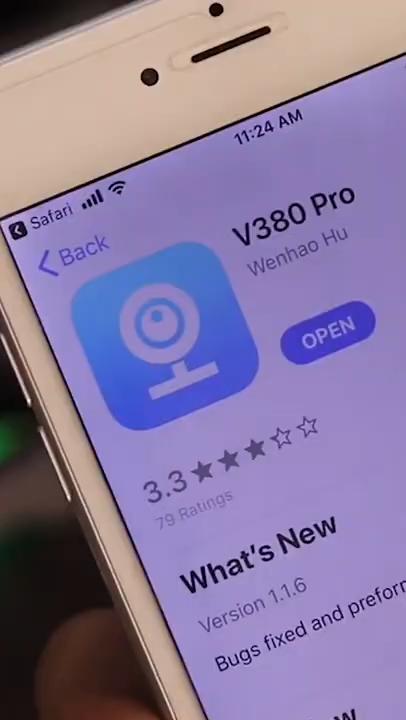 11:24 AM
Safari
Back
V380 Pro
Wenhao Hu
OPEN
3.3
79 Ratings
What's New
Version 1.1.6
Bugs fixed and prefor